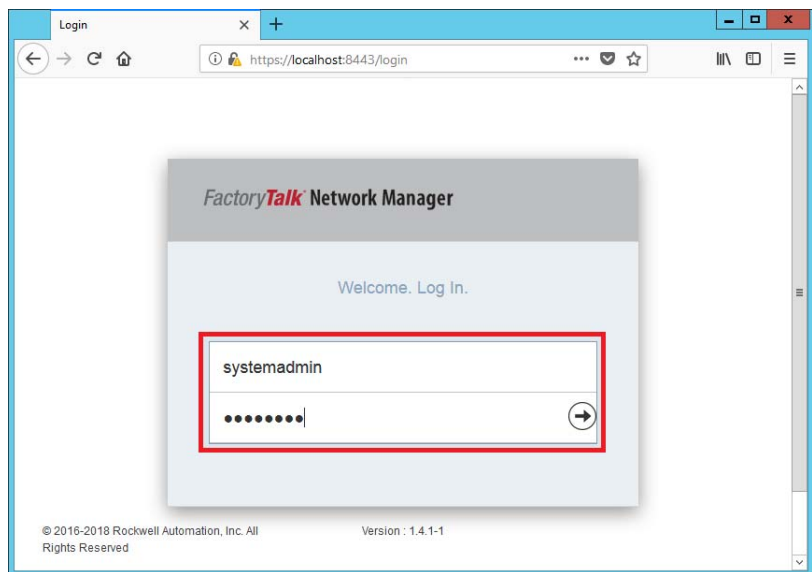 Login
https://localhost:8443/login
FactoryTalk Network Manager
Welcome. Log In.
systemadmin
••••••••
© 2016-2018 Rockwell Automation, Inc. All Rights Reserved
Version : 1.4.1-1